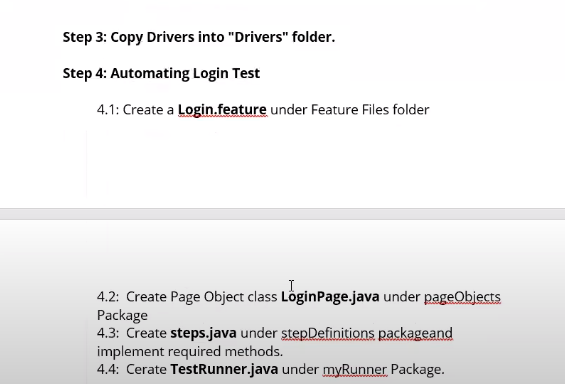 Step 3: Copy Drivers into "Drivers" folder.
Step 4: Automating Login Test
4.1: Create a Login.feature under Feature Files folder
4.2: Create Page Object class LoginPage.java under pageObjects
Package
4.3: Create steps.java under stepDefinitions packageand
implement required methods.
4.4: Cerate TestRunner.java under myRunner Package.